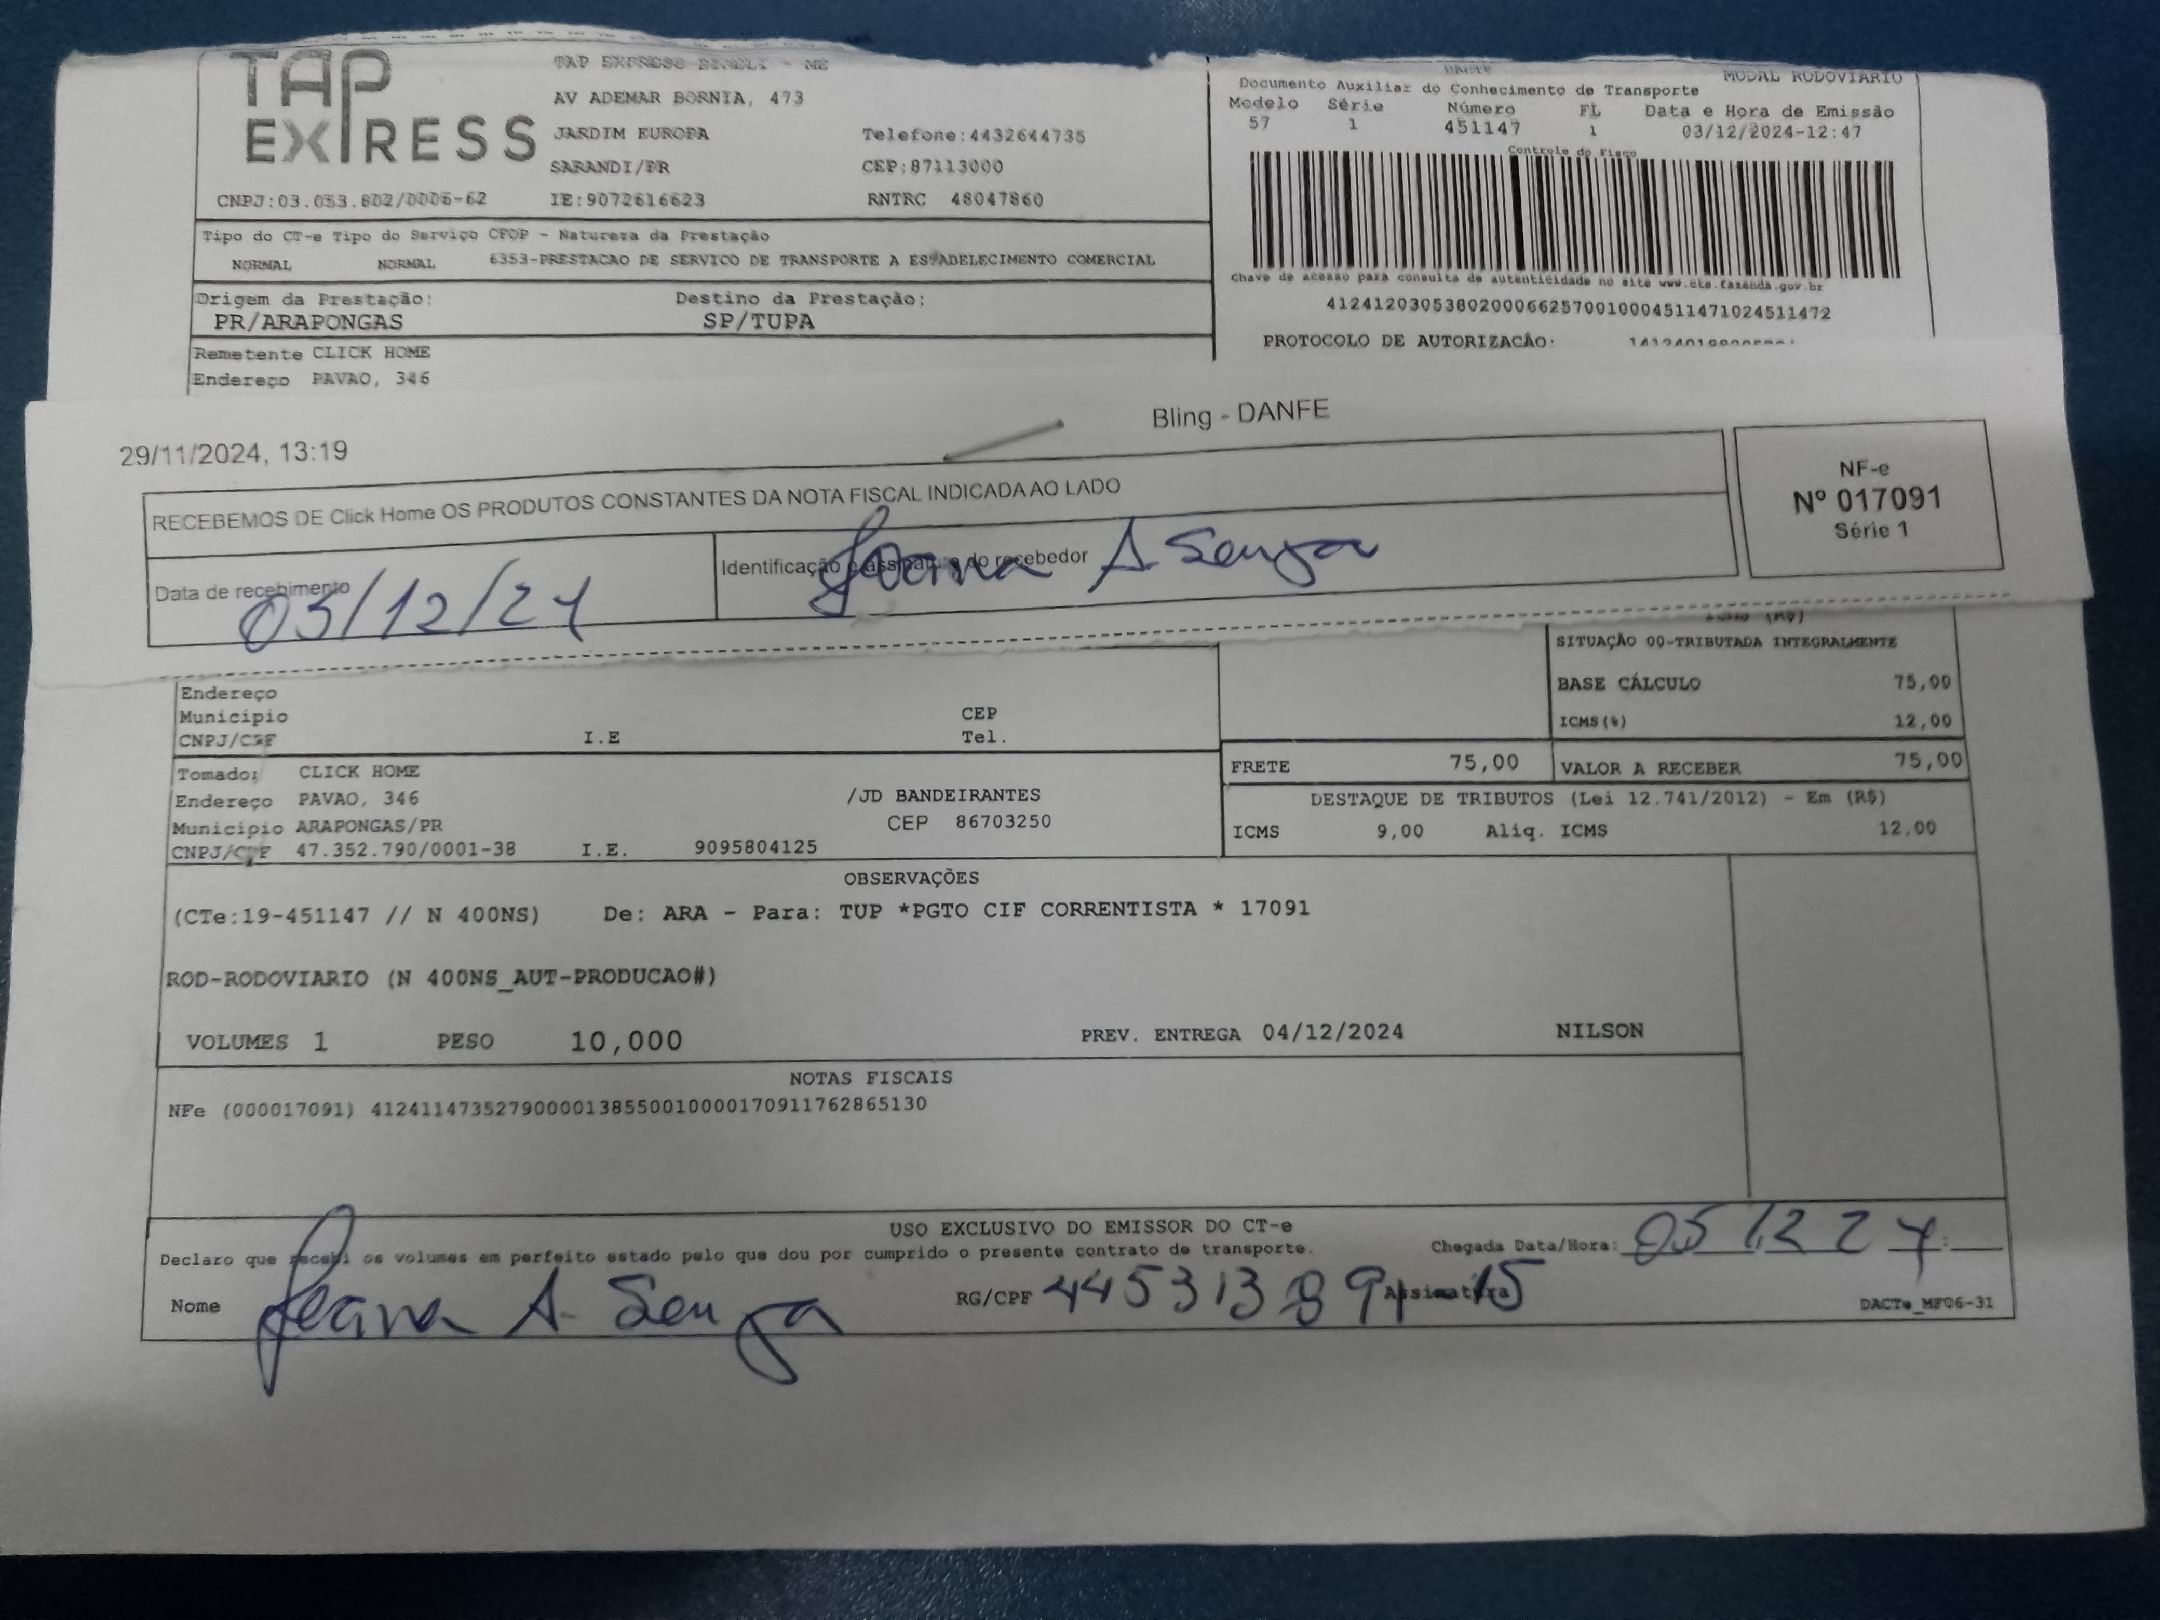 TAP EXPRESS
TAP EXPRESS EIRELI - ME
AV ADEMAR BORNIA, 473
JARDIM EUROPA Telefone:4432644735
SARANDI/PR CEP:87113000
CNPJ:03.053.802/0006-62 IE:9072616623 RNTRC 48047860
DACTE MODAL RODOVIÁRIO
Documento Auxiliar do Conhecimento de Transporte
Modelo Série Número FL Data e Hora de Emissão
57 1 451147 1 03/12/2024-12:47
Controle do Fisco
Chave de acesso para consulta de autenticidade no site www.cte.fazenda.gov.br
41241203053802000662570010004511471024511472
PROTOCOLO DE AUTORIZACÂO:
Tipo do CT-e Tipo do Serviço CFOP - Natureza da Prestação
NORMAL NORMAL 6353-PRESTACAO DE SERVICO DE TRANSPORTE A ESTABELECIMENTO COMERCIAL
Origem da Prestação: Destino da Prestação:
PR/ARAPONGAS SP/TUPA
Remetente CLICK HOME
Endereço PAVAO, 346
29/11/2024, 13:19 Bling - DANFE
RECEBEMOS DE Click Home OS PRODUTOS CONSTANTES DA NOTA FISCAL INDICADA AO LADO
NF-e
Nº 017091
Série 1
Data de recebimento Identificação e assinatura do recebedor
05/12/24 Joana A Souza
SITUAÇÃO 00-TRIBUTADA INTEGRALMENTE
BASE CÁLCULO 75,00
ICMS(%) 12,00
Endereço
Município CEP
CNPJ/CPF I.E Tel.
FRETE 75,00 VALOR A RECEBER 75,00
Tomador CLICK HOME
Endereço PAVAO, 346 /JD BANDEIRANTES
Município ARAPONGAS/PR CEP 86703250
CNPJ/CPF 47.352.790/0001-38 I.E. 9095804125
DESTAQUE DE TRIBUTOS (Lei 12.741/2012) - Em (R$)
ICMS 9,00 Aliq. ICMS 12,00
OBSERVAÇÕES
(CTe:19-451147 // N 400NS) De: ARA - Para: TUP *PGTO CIF CORRENTISTA * 17091
ROD-RODOVIARIO (N 400NS_AUT-PRODUCAO#)
VOLUMES 1 PESO 10,000 PREV. ENTREGA 04/12/2024 NILSON
NOTAS FISCAIS
NFe (000017091) 41241147352790000138550010000170911762865130
USO EXCLUSIVO DO EMISSOR DO CT-e
Declaro que recebi os volumes em perfeito estado pelo que dou por cumprido o presente contrato de transporte. Chegada Data/Hora: 05 12 24
Nome Joana A. Souza RG/CPF Assinatura DACTe_MF06-31